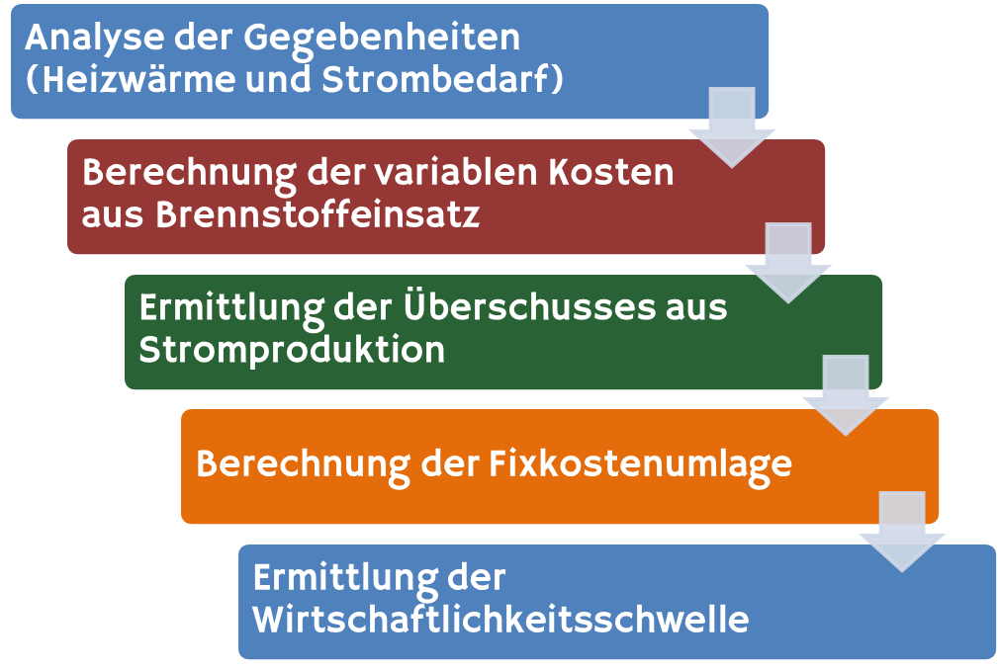 Analyse der Gegebenheiten
(Heizwärme und Strombedarf)
Berechnung der variablen Kosten
aus Brennstoffeinsatz
Ermittlung der Überschusses aus
Stromproduktion
Berechnung der Fixkostenumlage
Ermittlung der
Wirtschaftlichkeitsschwelle